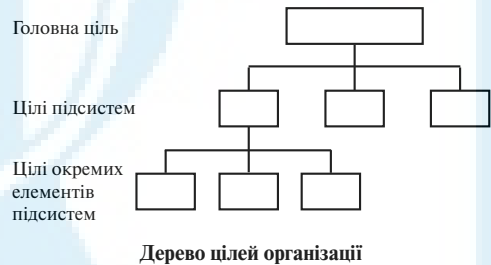 Головна ціль
Цілі підсистем
Цілі окремих
елементів
підсистем
Дерево цілей організації